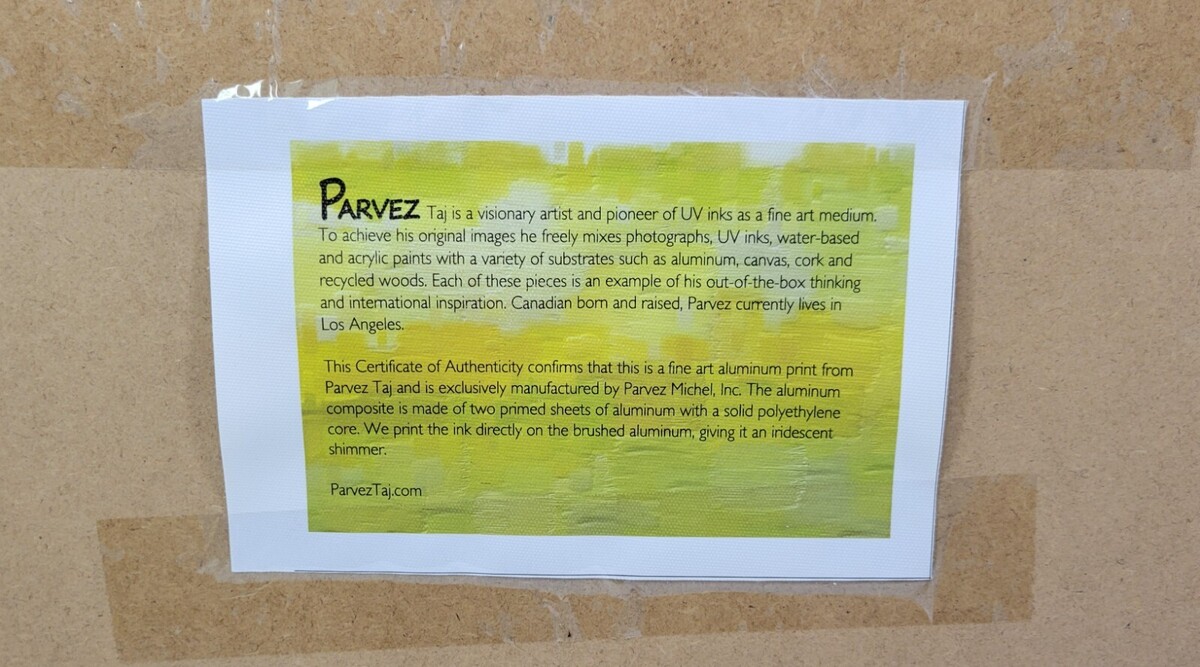 PARVEZ Taj is a visionary artist and pioneer of UV inks as a fine art medium.
To achieve his original images he freely mixes photographs, UV inks, water-based
and acrylic paints with a variety of substrates such as aluminum, canvas, cork and
recycled woods. Each of these pieces is an example of his out-of-the-box thinking
and international inspiration. Canadian born and raised, Parvez currently lives in
Los Angeles.
This Certificate of Authenticity confirms that this is a fine art aluminum print from
Parvez Taj and is exclusively manufactured by Parvez Michel, Inc. The aluminum
composite is made of two primed sheets of aluminum with a solid polyethylene
core. We print the ink directly on the brushed aluminum, giving it an iridescent
shimmer.
ParvezTaj.com